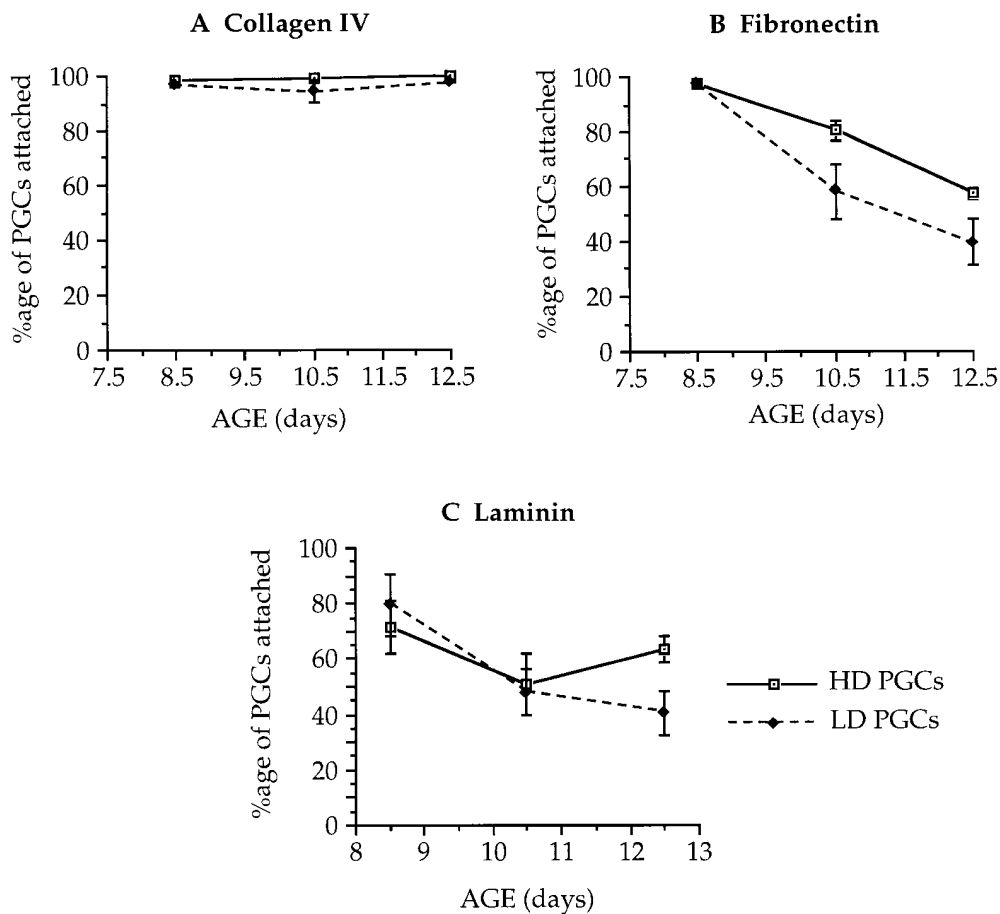 A Collagen IV
%age of PGCs attached
100
80
60
40
20
0
7.5 8.5 9.5 10.5 11.5 12.5
AGE (days)
B Fibronectin
%age of PGCs attached
100
80
60
40
20
0
7.5 8.5 9.5 10.5 11.5 12.5
AGE (days)
C Laminin
%age of PGCs attached
100
80
60
40
20
0
8 9 10 11 12 13
AGE (days)
HD PGCs
LD PGCs